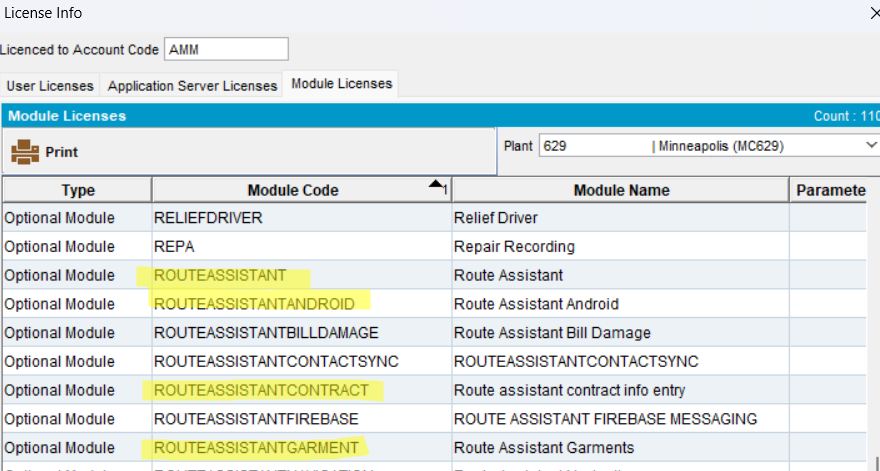 License Info
Licenced to Account Code AMM
User Licenses Application Server Licenses Module Licenses
Module Licenses Count : 110
Print Plant 629 | Minneapolis (MC629)
Type Module Code 1 Module Name Paramete
Optional Module RELIEFDRIVER Relief Driver
Optional Module REPA Repair Recording
Optional Module ROUTEASSISTANT Route Assistant
Optional Module ROUTEASSISTANTANDROID Route Assistant Android
Optional Module ROUTEASSISTANTBILLDAMAGE Route Assistant Bill Damage
Optional Module ROUTEASSISTANTCONTACTSYNC ROUTEASSISTANTCONTACTSYNC
Optional Module ROUTEASSISTANTCONTRACT Route assistant contract info entry
Optional Module ROUTEASSISTANTFIREBASE ROUTE ASSISTANT FIREBASE MESSAGING
Optional Module ROUTEASSISTANTGARMENT Route Assistant Garments